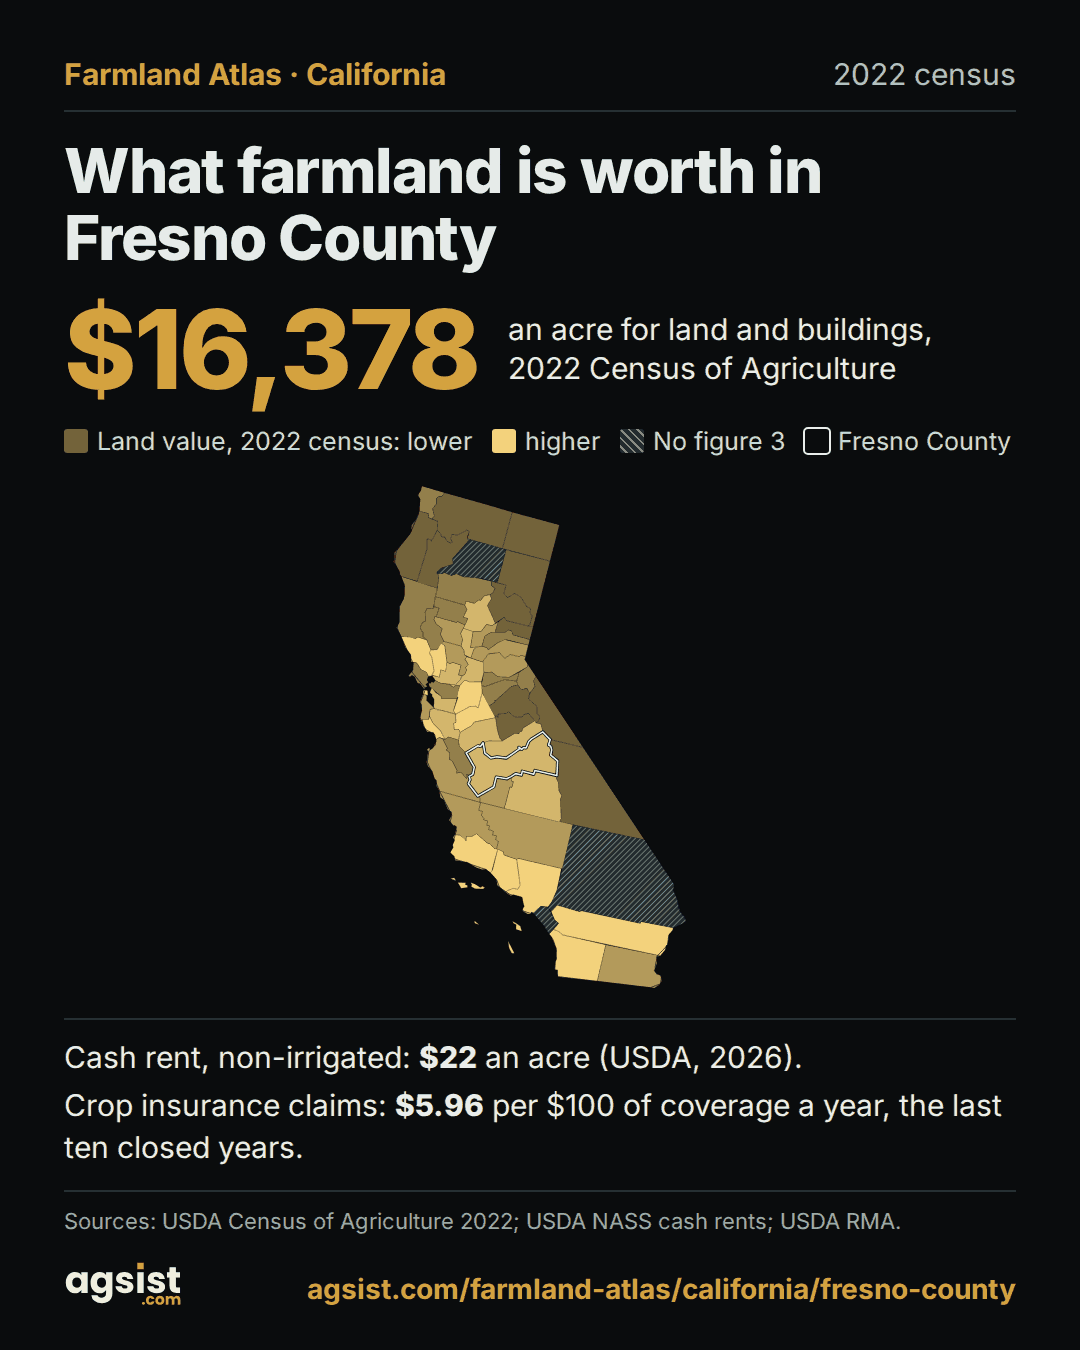 Farmland Atlas · California
2022 census
What farmland is worth in
Fresno County
$16,378
an acre for land and buildings,
2022 Census of Agriculture
Land value, 2022 census: lower
higher
No figure 3
Fresno County
Cash rent, non-irrigated: $22 an acre (USDA, 2026).
Crop insurance claims: $5.96 per $100 of coverage a year, the last
ten closed years.
Sources: USDA Census of Agriculture 2022; USDA NASS cash rents; USDA RMA.
agsist
.com
agsist.com/farmland-atlas/california/fresno-county